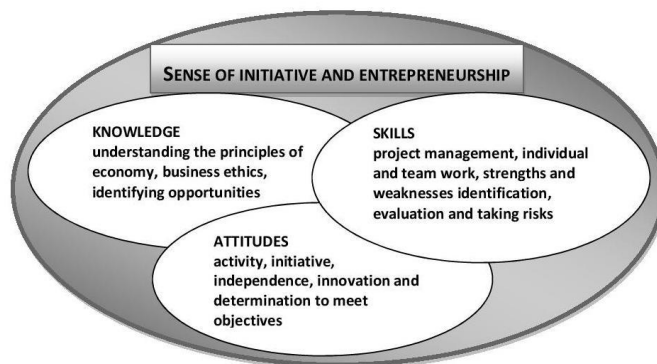 SENSE OF INITIATIVE AND ENTREPRENEURSHIP
KNOWLEDGE
understanding the principles of
economy, business ethics,
identifying opportunities
SKILLS
project management, individual
and team work, strengths and
weaknesses identification,
evaluation and taking risks
ATTITUDES
activity, initiative,
independence, innovation and
determination to meet
objectives